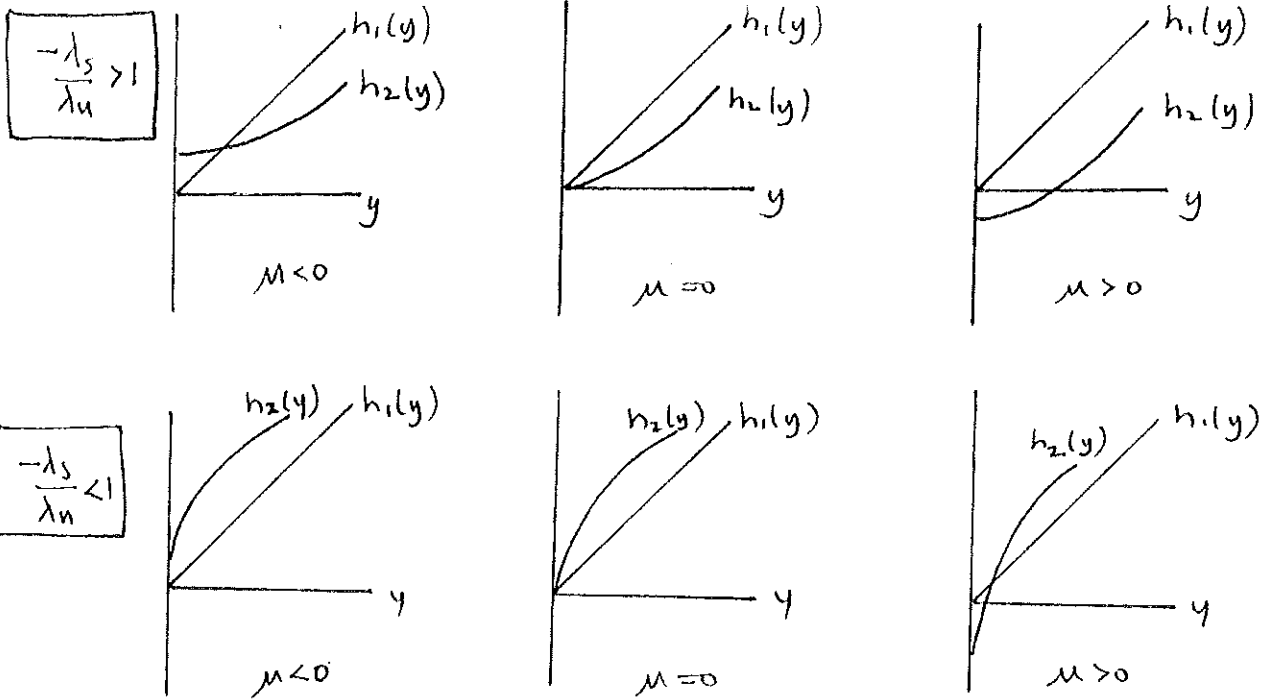 -λs/λu >1
h₁(y)
h₂(y)
y
μ<0
h₁(y)
h₂(y)
y
μ=0
h₁(y)
h₂(y)
y
μ>0
-λs/λu <1
h₂(y)
h₁(y)
y
μ<0
h₂(y)
h₁(y)
y
μ=0
h₁(y)
h₂(y)
y
μ>0